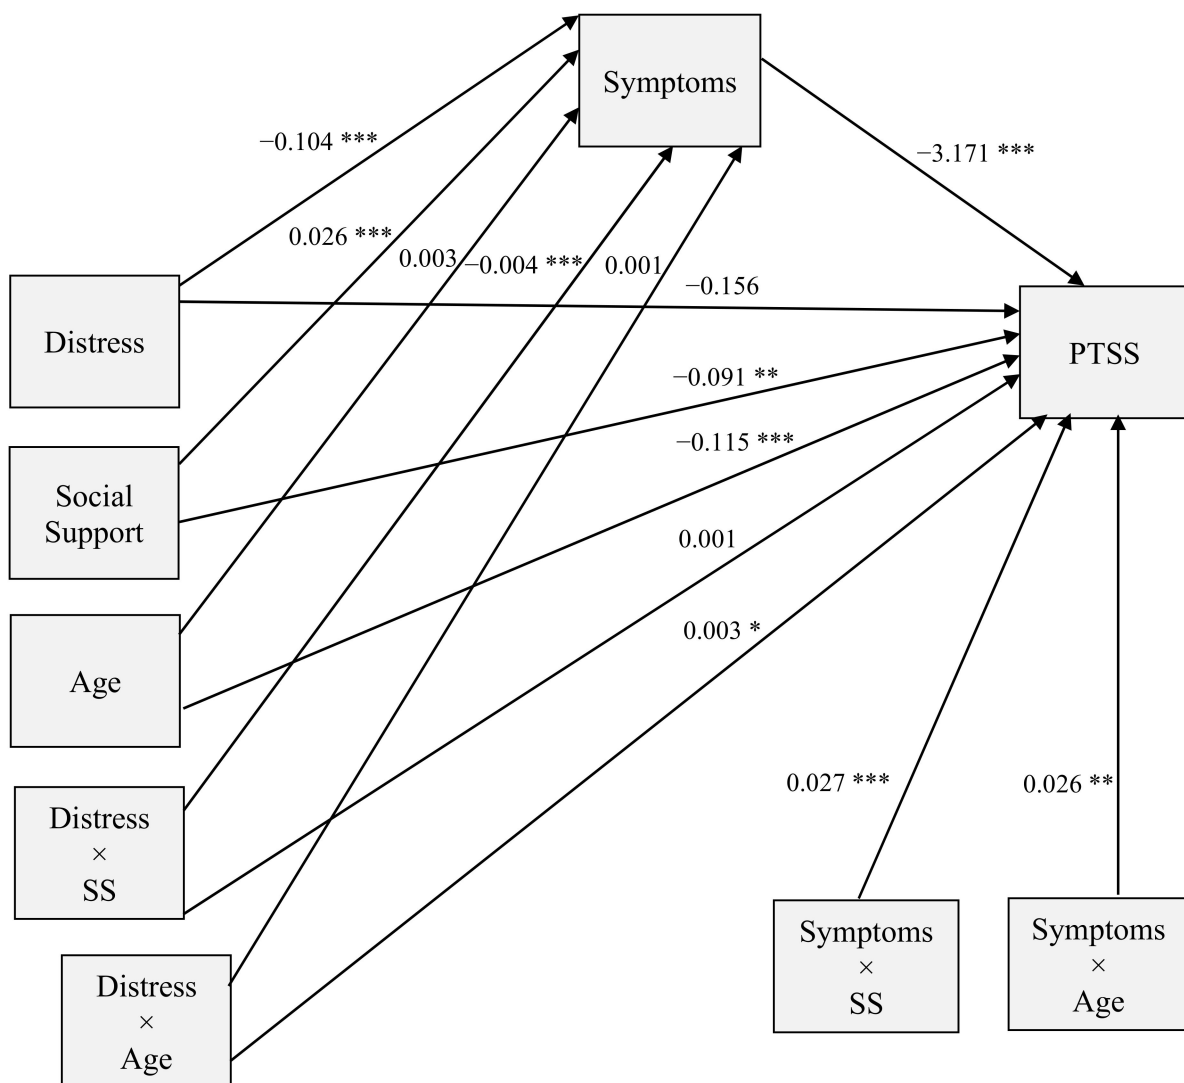 Symptoms
−0.104 ***
−3.171 ***
0.026 ***
0.003
−0.004 ***
0.001
−0.156
Distress
PTSS
−0.091 **
−0.115 ***
Social
Support
0.001
0.003 *
Age
0.027 ***
0.026 **
Distress
×
SS
Symptoms
×
SS
Symptoms
×
Age
Distress
×
Age